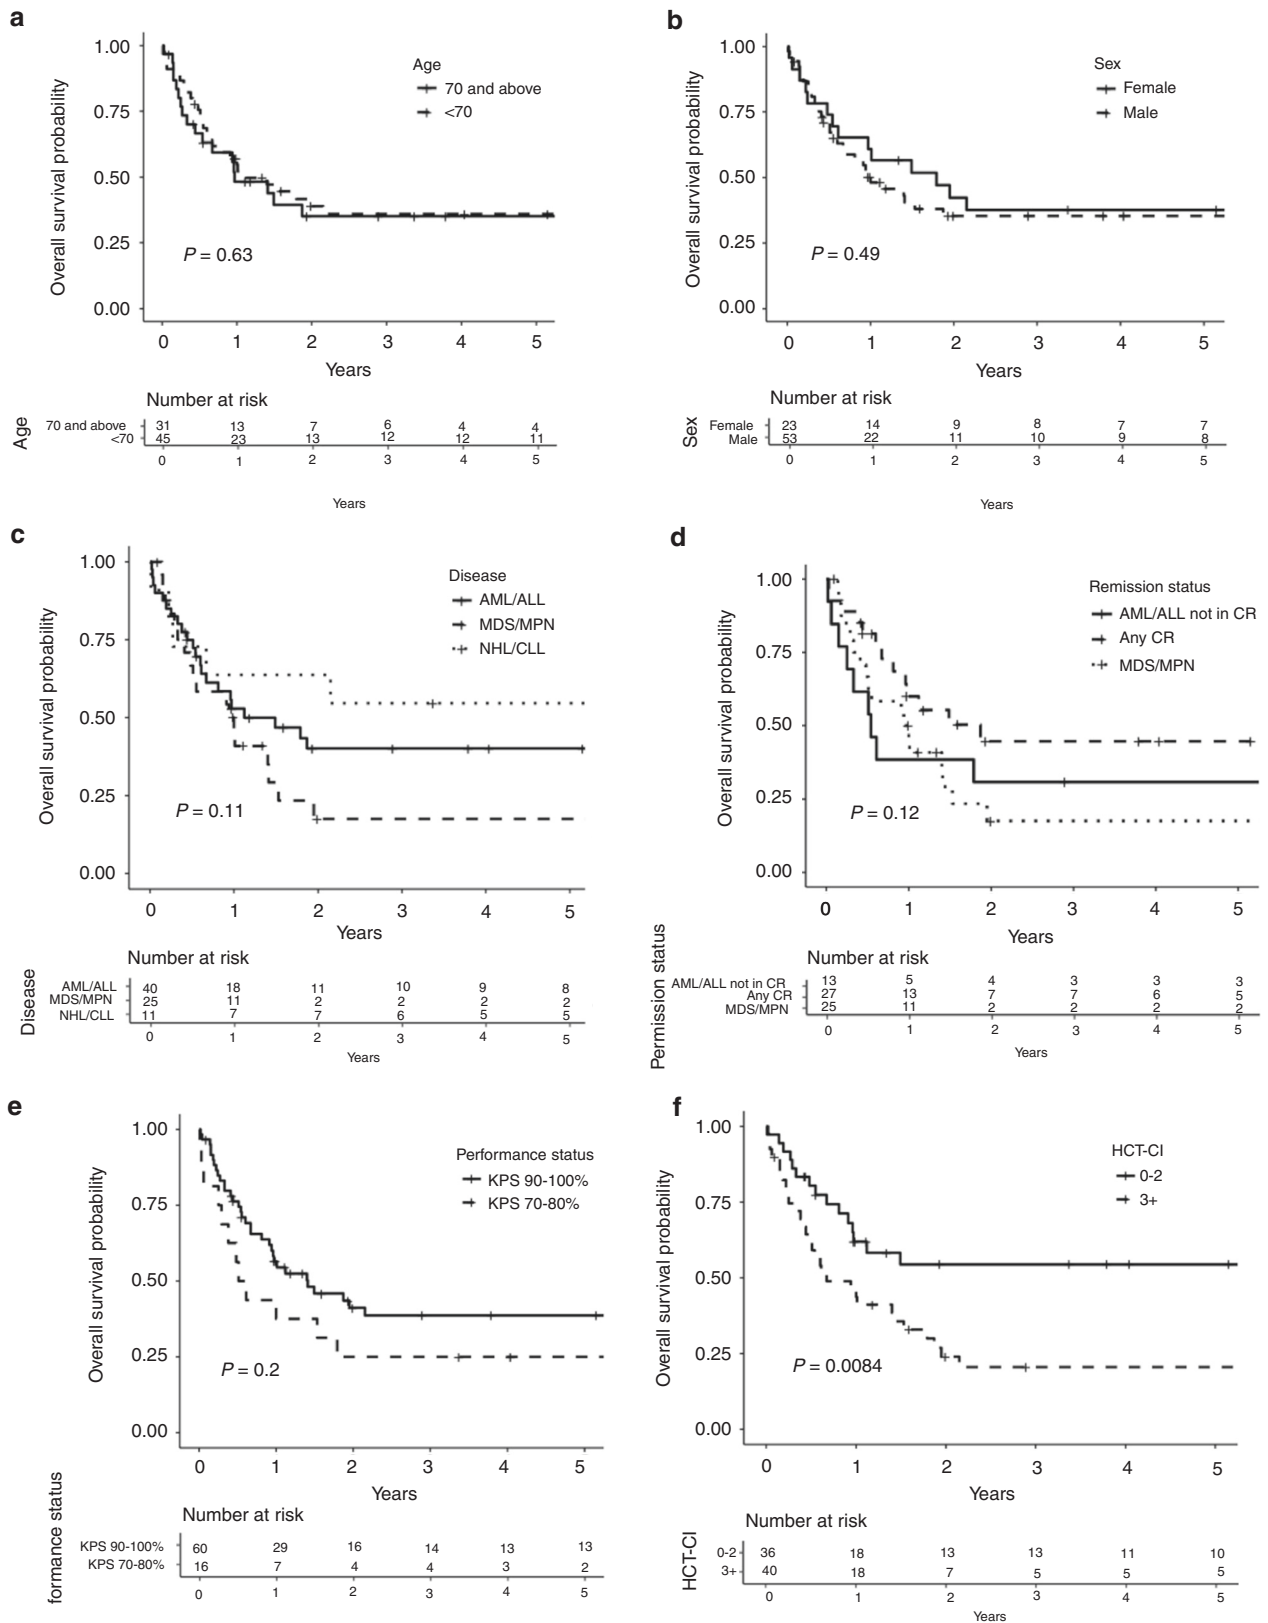 a
1.00
0.75
0.50
0.25
0.00
Overall survival probability
Age
70 and above
<70
P = 0.63
0 1 2 3 4 5
Years
Number at risk
Age
70 and above 31 13 7 6 4 4
<70 45 23 13 12 12 11
0 1 2 3 4 5
Years
b
1.00
0.75
0.50
0.25
0.00
Overall survival probability
Sex
Female
Male
P = 0.49
0 1 2 3 4 5
Years
Number at risk
Sex
Female 23 14 9 8 7 7
Male 53 22 11 10 9 8
0 1 2 3 4 5
Years
c
1.00
0.75
0.50
0.25
0.00
Overall survival probability
Disease
AML/ALL
MDS/MPN
NHL/CLL
P = 0.11
0 1 2 3 4 5
Years
Number at risk
Disease
AML/ALL 40 18 11 10 9 8
MDS/MPN 25 11 2 2 2 2
NHL/CLL 11 7 7 6 5 5
0 1 2 3 4 5
Years
d
1.00
0.75
0.50
0.25
0.00
Overall survival probability
Remission status
AML/ALL not in CR
Any CR
MDS/MPN
P = 0.12
0 1 2 3 4 5
Years
Number at risk
Permission status
AML/ALL not in CR 13 5 4 3 3 3
Any CR 27 13 7 7 6 5
MDS/MPN 25 11 2 2 2 2
0 1 2 3 4 5
Years
e
1.00
0.75
0.50
0.25
0.00
Overall survival probability
Performance status
KPS 90-100%
KPS 70-80%
P = 0.2
0 1 2 3 4 5
Years
Number at risk
formance status
KPS 90-100% 60 29 16 14 13 13
KPS 70-80% 16 7 4 4 3 2
0 1 2 3 4 5
f
1.00
0.75
0.50
0.25
0.00
Overall survival probability
HCT-CI
0-2
3+
P = 0.0084
0 1 2 3 4 5
Years
Number at risk
HCT-CI
0-2 36 18 13 13 11 10
3+ 40 18 7 5 5 5
0 1 2 3 4 5
Years